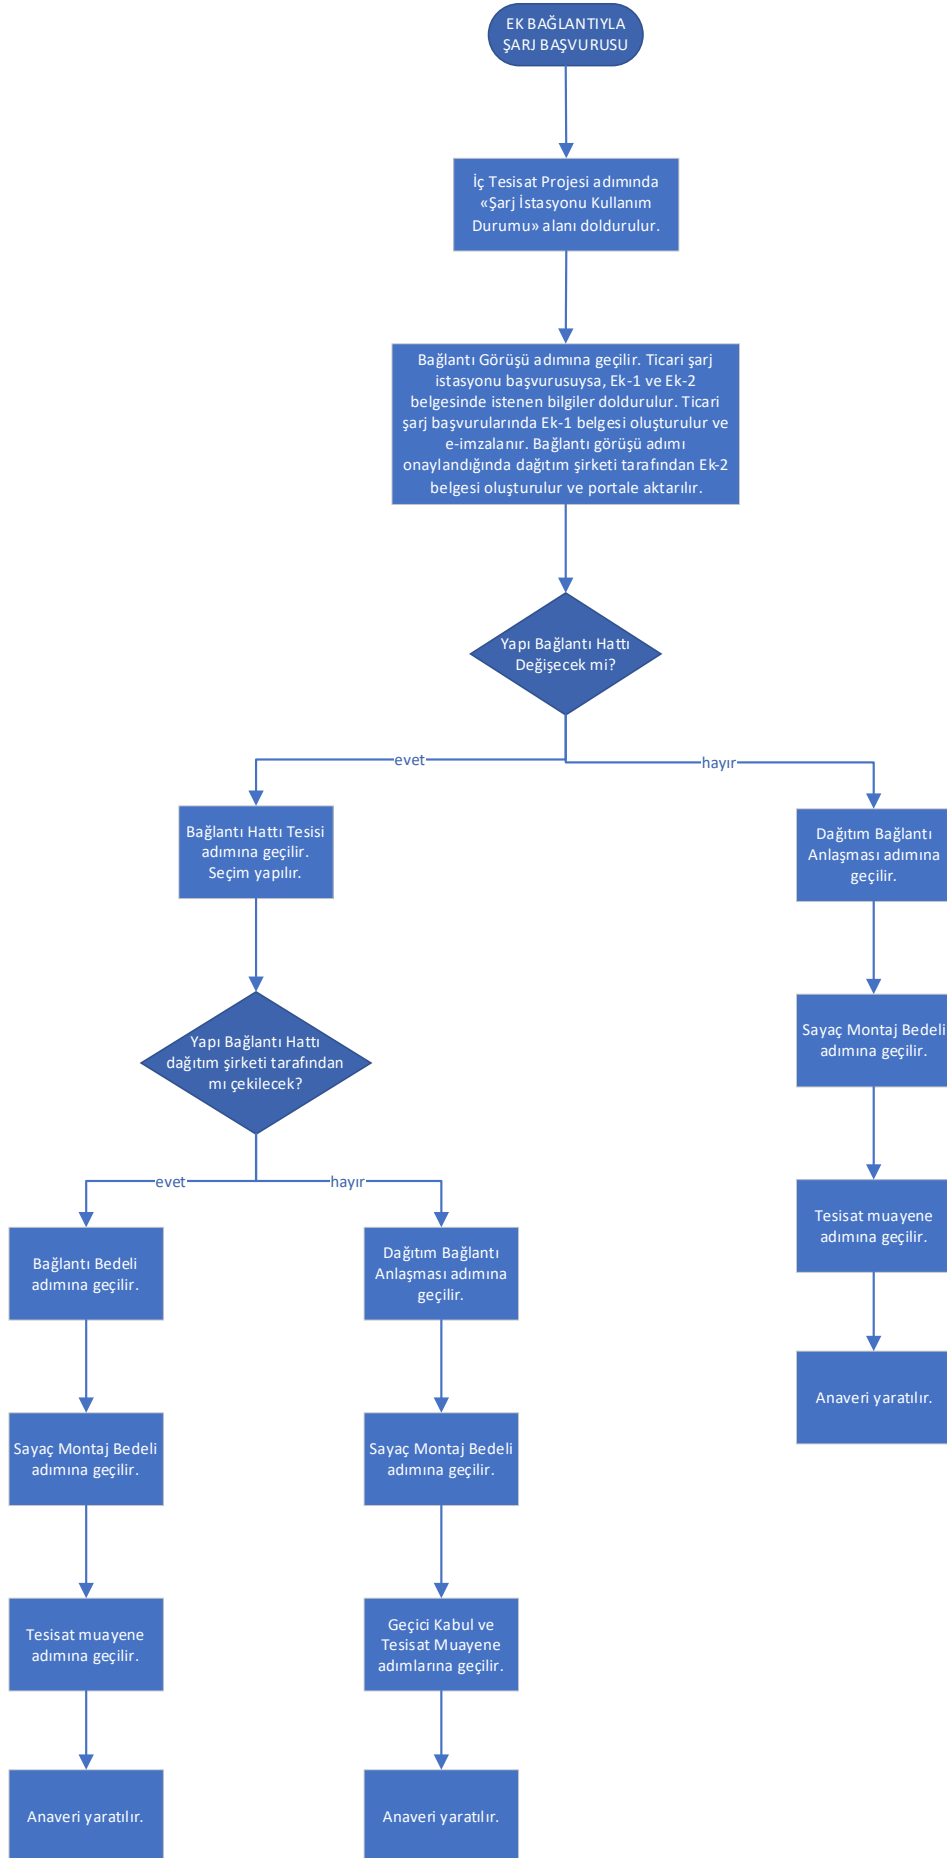 EK BAĞLANTIYLA
ŞARJ BAŞVURUSU
İç Tesisat Projesi adımında
«Şarj İstasyonu Kullanım
Durumu» alanı doldurulur.
Bağlantı Görüşü adımına geçilir. Ticari şarj
istasyonu başvurusuysa, Ek-1 ve Ek-2
belgesinde istenen bilgiler doldurulur. Ticari
şarj başvurularında Ek-1 belgesi oluşturulur ve
e-imzalanır. Bağlantı görüşü adımı
onaylandığında dağıtım şirketi tarafından Ek-2
belgesi oluşturulur ve portale aktarılır.
Yapı Bağlantı Hattı
Değişecek mi?
evet
hayır
Bağlantı Hattı Tesisi
adımına geçilir.
Seçim yapılır.
Dağıtım Bağlantı
Anlaşması adımına
geçilir.
Yapı Bağlantı Hattı
dağıtım şirketi tarafından
mı çekilecek?
Sayaç Montaj Bedeli
adımına geçilir.
evet
hayır
Tesisat muayene
adımına geçilir.
Bağlantı Bedeli
adımına geçilir.
Dağıtım Bağlantı
Anlaşması adımına
geçilir.
Anaveri yaratılır.
Sayaç Montaj Bedeli
adımına geçilir.
Sayaç Montaj Bedeli
adımına geçilir.
Tesisat muayene
adımına geçilir.
Geçici Kabul ve
Tesisat Muayene
adımlarına geçilir.
Anaveri yaratılır.
Anaveri yaratılır.